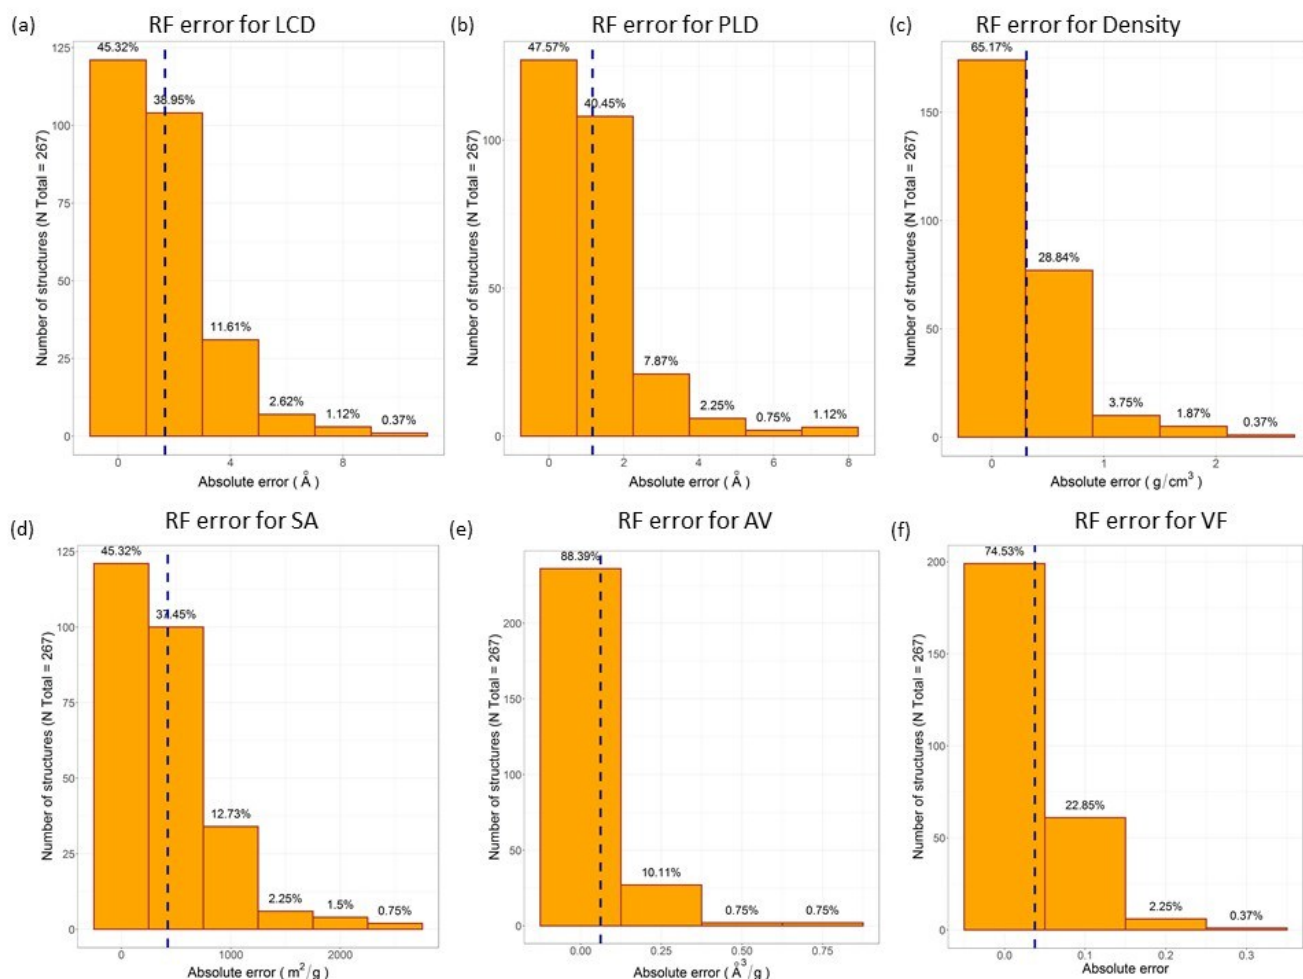 (a) RF error for LCD
Number of structures (N Total = 267)
125
100
75
50
25
0
45.32%
38.95%
11.61%
2.62%
1.12%
0.37%
0 4 8
Absolute error ( Å )
(b) RF error for PLD
Number of structures (N Total = 267)
100
50
0
47.57%
40.45%
7.87%
2.25%
0.75%
1.12%
0 2 4 6 8
Absolute error ( Å )
(c) RF error for Density
Number of structures (N Total = 267)
150
100
50
0
65.17%
28.84%
3.75%
1.87%
0.37%
0 1 2
Absolute error ( g/cm³ )
(d) RF error for SA
Number of structures (N Total = 267)
125
100
75
50
25
0
45.32%
37.45%
12.73%
2.25%
1.5%
0.75%
0 1000 2000
Absolute error ( m²/g )
(e) RF error for AV
Number of structures (N Total = 267)
200
150
100
50
0
88.39%
10.11%
0.75%
0.75%
0.00 0.25 0.50 0.75
Absolute error ( Å³/g )
(f) RF error for VF
Number of structures (N Total = 267)
200
150
100
50
0
74.53%
22.85%
2.25%
0.37%
0.0 0.1 0.2 0.3
Absolute error